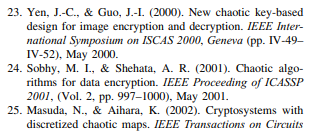 23. Yen, J.-C., & Guo, J.-I. (2000). New chaotic key-based
design for image encryption and decryption. IEEE Inter-
national Symposium on ISCAS 2000, Geneva (pp. IV-49–
IV-52), May 2000.
24. Sobhy, M. I., & Shehata, A. R. (2001). Chaotic algo-
rithms for data encryption. IEEE Proceeding of ICASSP
2001, (Vol. 2, pp. 997–1000), May 2001.
25. Masuda, N., & Aihara, K. (2002). Cryptosystems with
discretized chaotic maps. IEEE Transactions on Circuits